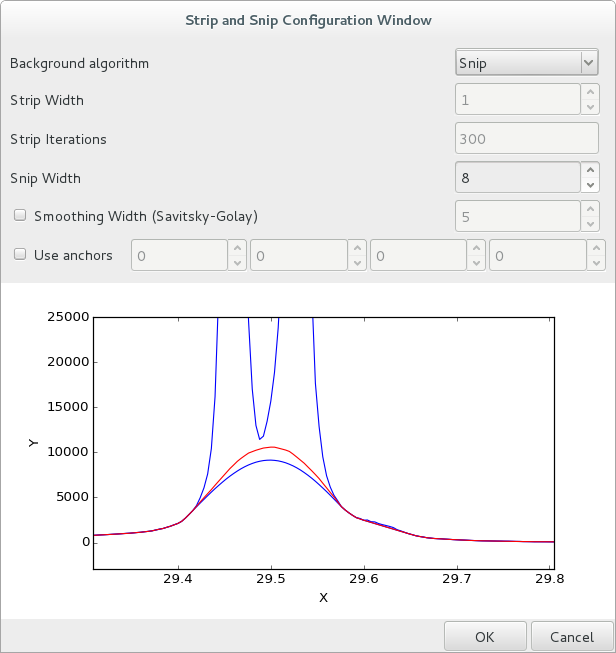 Strip and Snip Configuration Window
Background algorithm Snip
Strip Width 1
Strip Iterations 300
Snip Width 8
Smoothing Width (Savitsky-Golay) 5
Use anchors 0 0 0 0
25000
20000
15000
10000
5000
0
Y
29.4 29.5 29.6 29.7 29.8
X
OK Cancel